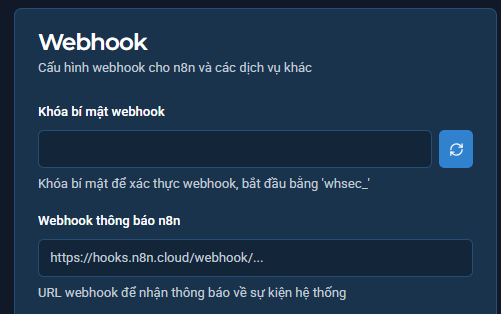 Webhook
Cấu hình webhook cho n8n và các dịch vụ khác
Khóa bí mật webhook
Khóa bí mật để xác thực webhook, bắt đầu bằng 'whsec_'
Webhook thông báo n8n
https://hooks.n8n.cloud/webhook/...
URL webhook để nhận thông báo về sự kiện hệ thống